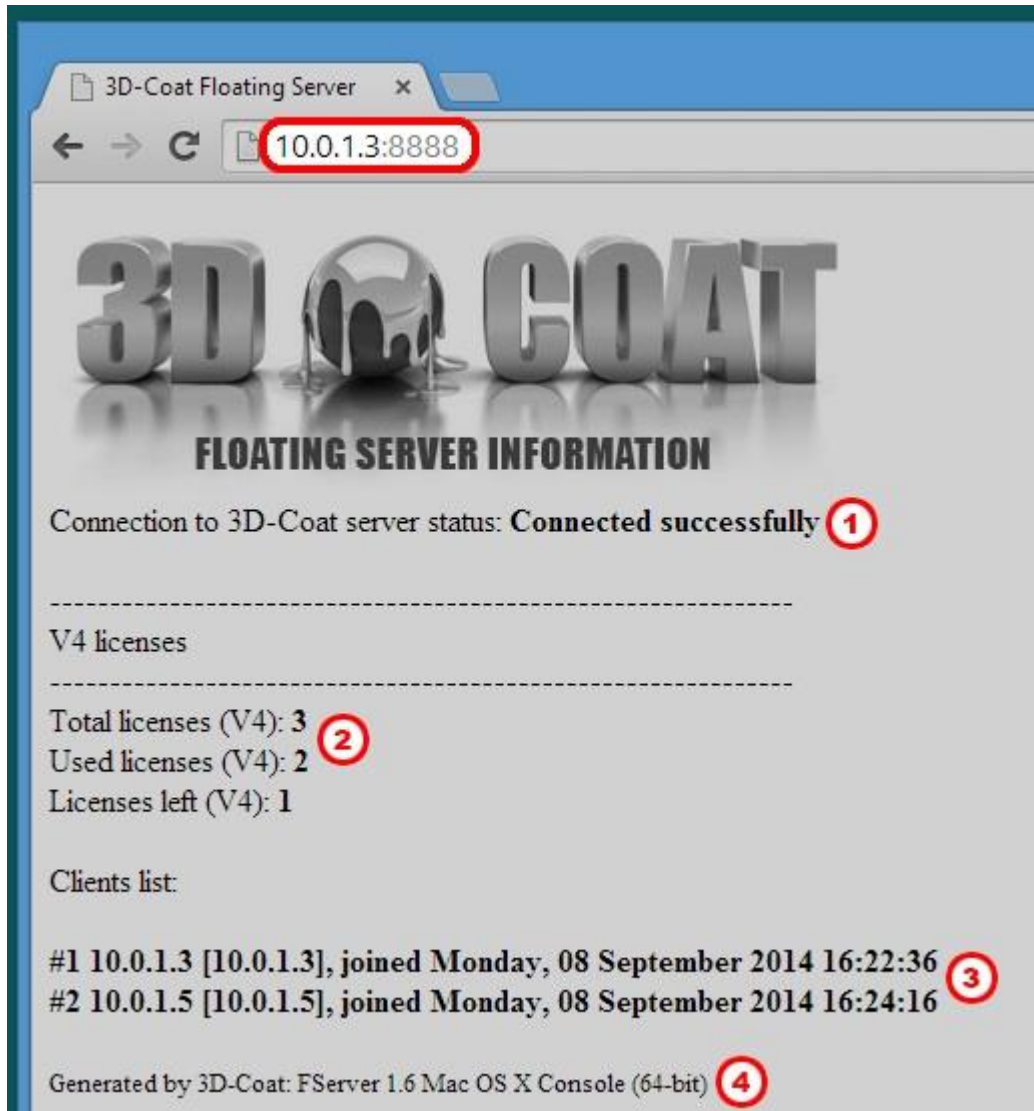 3D-Coat Floating Server ×
10.0.1.3:8888
3D COAT
FLOATING SERVER INFORMATION
Connection to 3D-Coat server status: Connected successfully 1
--------------------------------------------------------------
V4 licenses
--------------------------------------------------------------
Total licenses (V4): 3
2
Used licenses (V4): 2
Licenses left (V4): 1
Clients list:
#1 10.0.1.3 [10.0.1.3], joined Monday, 08 September 2014 16:22:36
3
#2 10.0.1.5 [10.0.1.5], joined Monday, 08 September 2014 16:24:16
Generated by 3D-Coat: FServer 1.6 Mac OS X Console (64-bit) 4